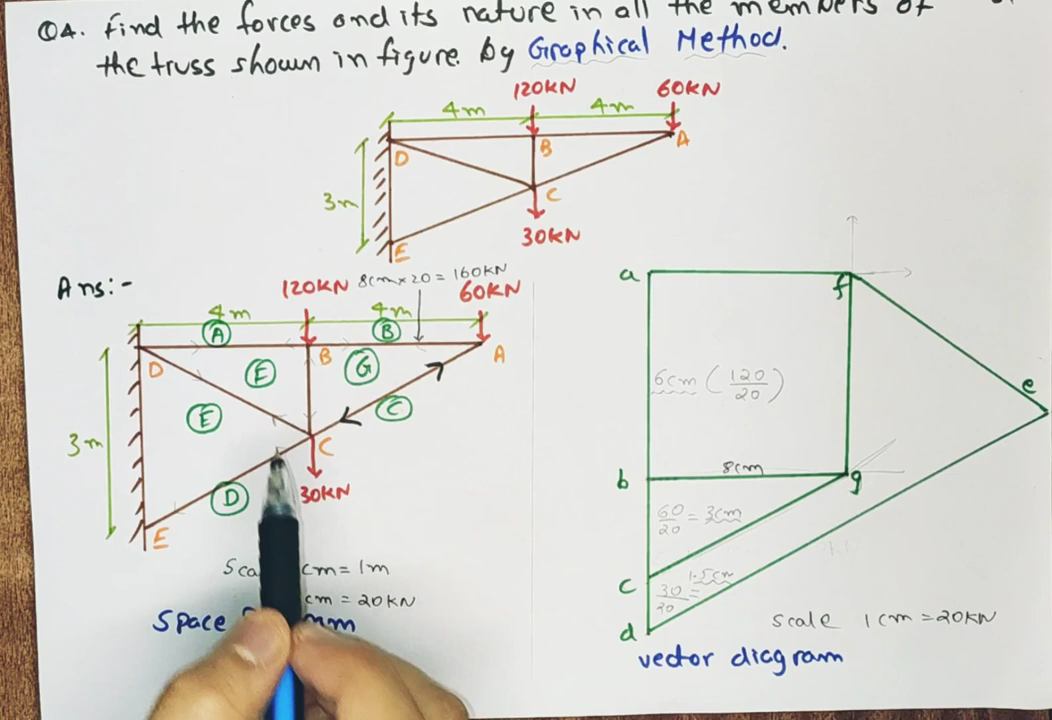 Q4. Find the forces and its nature in all the members of
the truss shown in figure by Graphical Method.
120KN 60KN
4m 4m
D B A
3m
C
30KN
E
Ans:-
120KN 8cm×20=160KN 60KN
4m 4m
A B
D B A
E G
E C
3m C
D 30KN
E
cm=1m
cm=20KN
Space
a f
6cm (120/20)
e
8cm
b g
60/20=3cm
c 30/20=1.5cm
d
scale 1cm=20KN
vector diagram